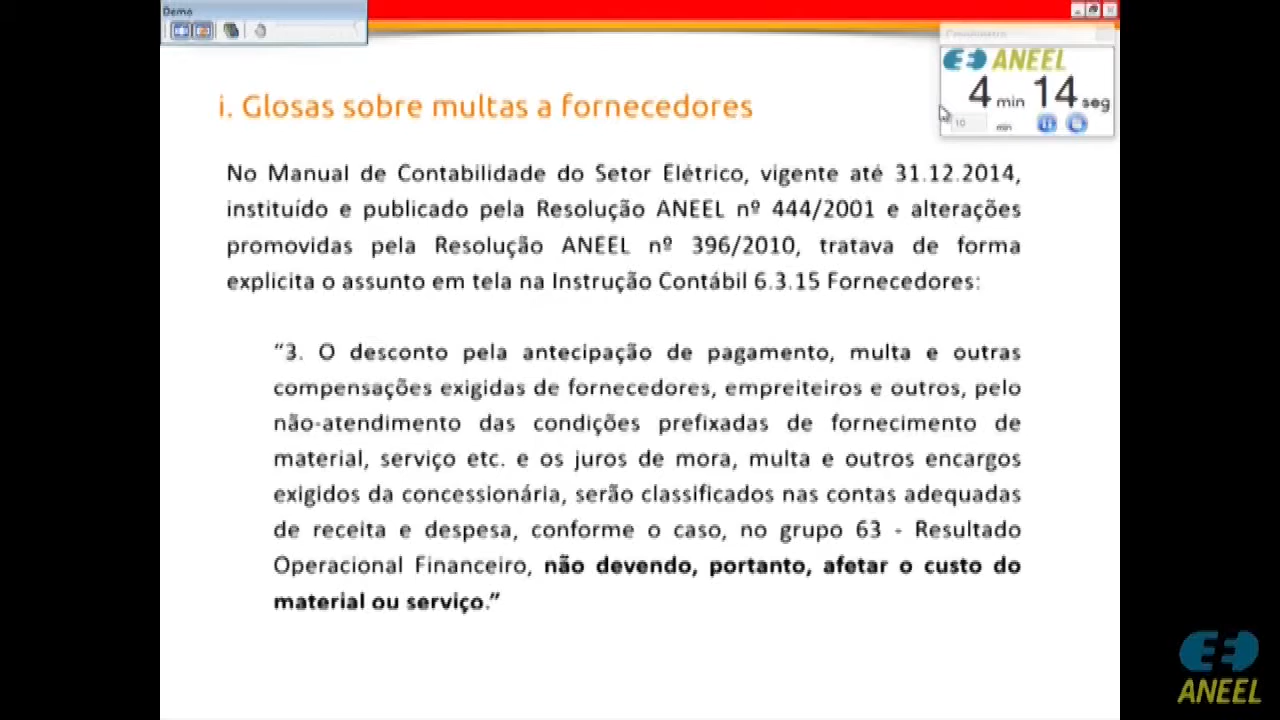 Demo
Cronômetro
ANEEL
4 min 14 seg
10 min
i. Glosas sobre multas a fornecedores
No Manual de Contabilidade do Setor Elétrico, vigente até 31.12.2014,
instituído e publicado pela Resolução ANEEL nº 444/2001 e alterações
promovidas pela Resolução ANEEL nº 396/2010, tratava de forma
explicita o assunto em tela na Instrução Contábil 6.3.15 Fornecedores:
“3. O desconto pela antecipação de pagamento, multa e outras
compensações exigidas de fornecedores, empreiteiros e outros, pelo
não-atendimento das condições prefixadas de fornecimento de
material, serviço etc. e os juros de mora, multa e outros encargos
exigidos da concessionária, serão classificados nas contas adequadas
de receita e despesa, conforme o caso, no grupo 63 - Resultado
Operacional Financeiro, não devendo, portanto, afetar o custo do
material ou serviço.”
ANEEL